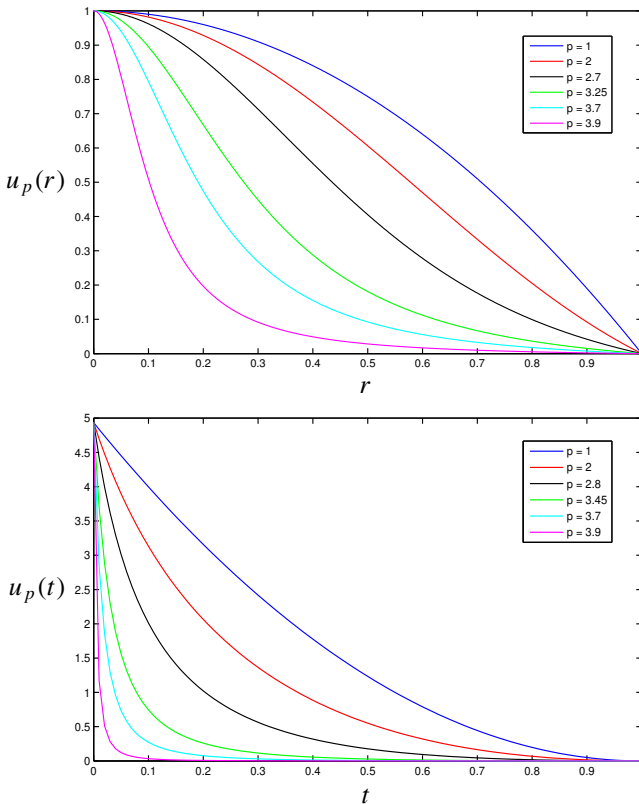 1
0.9
0.8
0.7
0.6
0.5
0.4
0.3
0.2
0.1
0
u_p(r)
p = 1
p = 2
p = 2.7
p = 3.25
p = 3.7
p = 3.9
0 0.1 0.2 0.3 0.4 0.5 0.6 0.7 0.8 0.9
r
5
4.5
4
3.5
3
2.5
2
1.5
1
0.5
0
u_p(t)
p = 1
p = 2
p = 2.8
p = 3.45
p = 3.7
p = 3.9
0 0.1 0.2 0.3 0.4 0.5 0.6 0.7 0.8 0.9
t